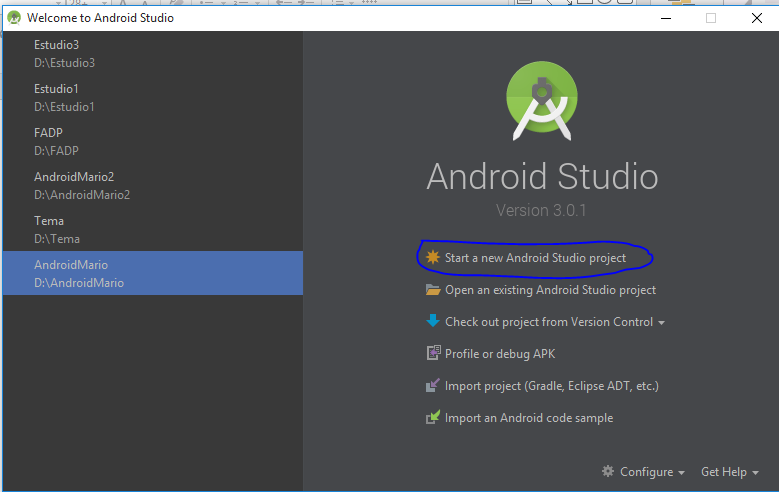 Welcome to Android Studio
Estudio3
D:\Estudio3
Estudio1
D:\Estudio1
FADP
D:\FADP
AndroidMario2
D:\AndroidMario2
Tema
D:\Tema
AndroidMario
D:\AndroidMario
Android Studio
Version 3.0.1
Start a new Android Studio project
Open an existing Android Studio project
Check out project from Version Control
Profile or debug APK
Import project (Gradle, Eclipse ADT, etc.)
Import an Android code sample
Configure
Get Help